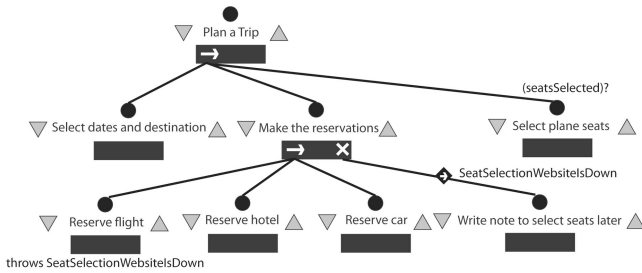 Plan a Trip
(seatsSelected)?
Select dates and destination
Make the reservations
Select plane seats
SeatSelectionWebsiteIsDown
Reserve flight
Reserve hotel
Reserve car
Write note to select seats later
throws SeatSelectionWebsiteIsDown